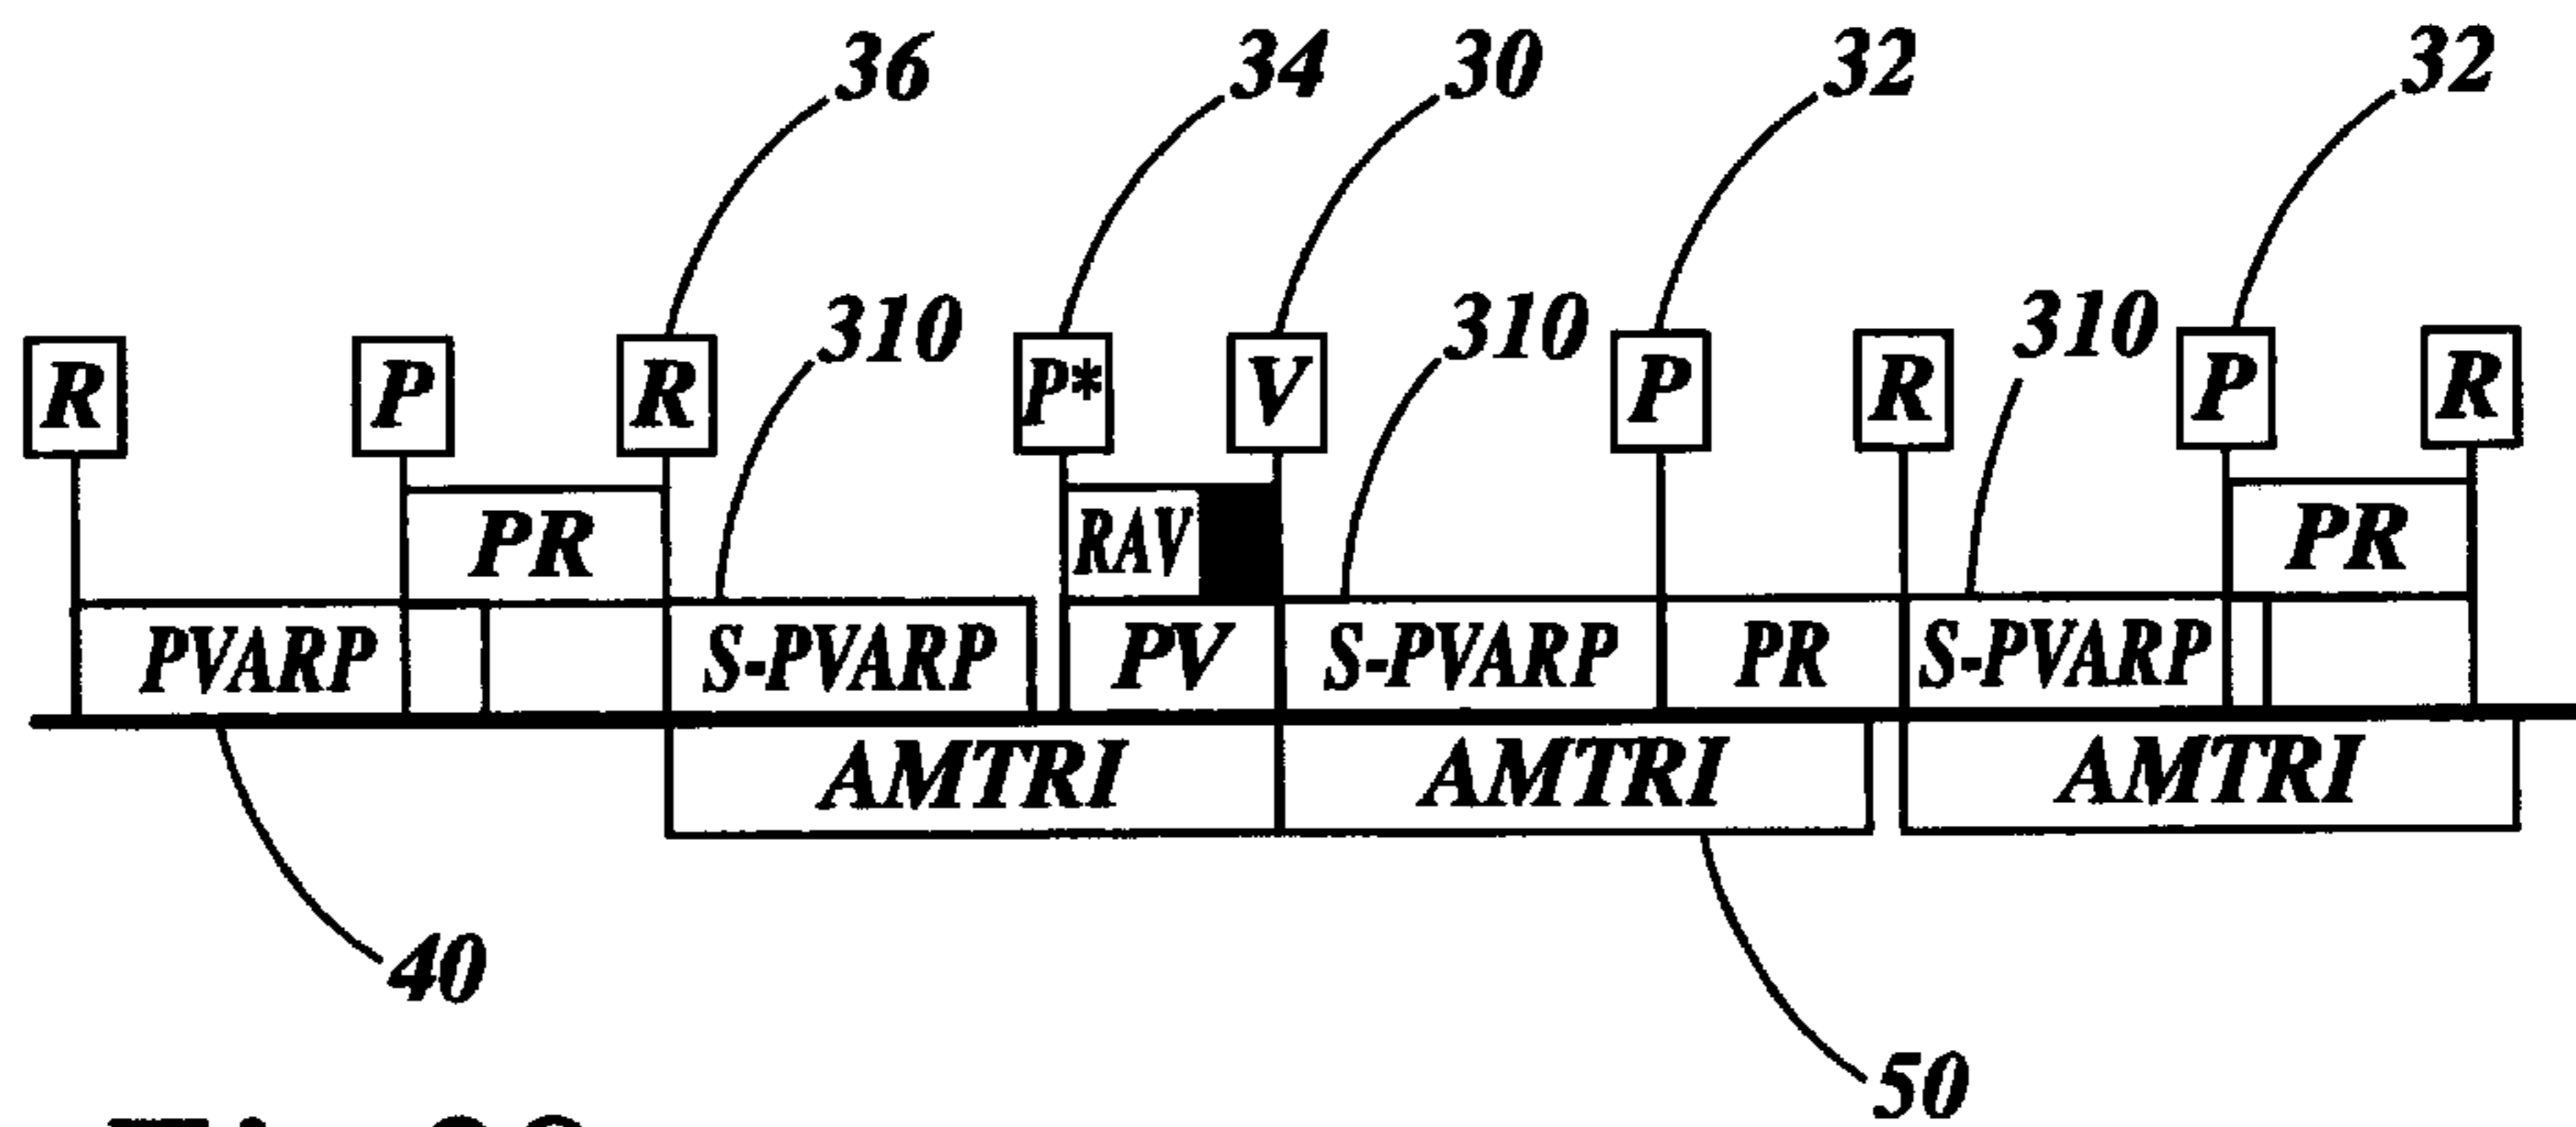 36 34 30 32 32
310 310 310
R P R P* V P R P R
PR RAV PR
PVARP S-PVARP PV S-PVARP PR S-PVARP
AMTRI AMTRI AMTRI
40
50